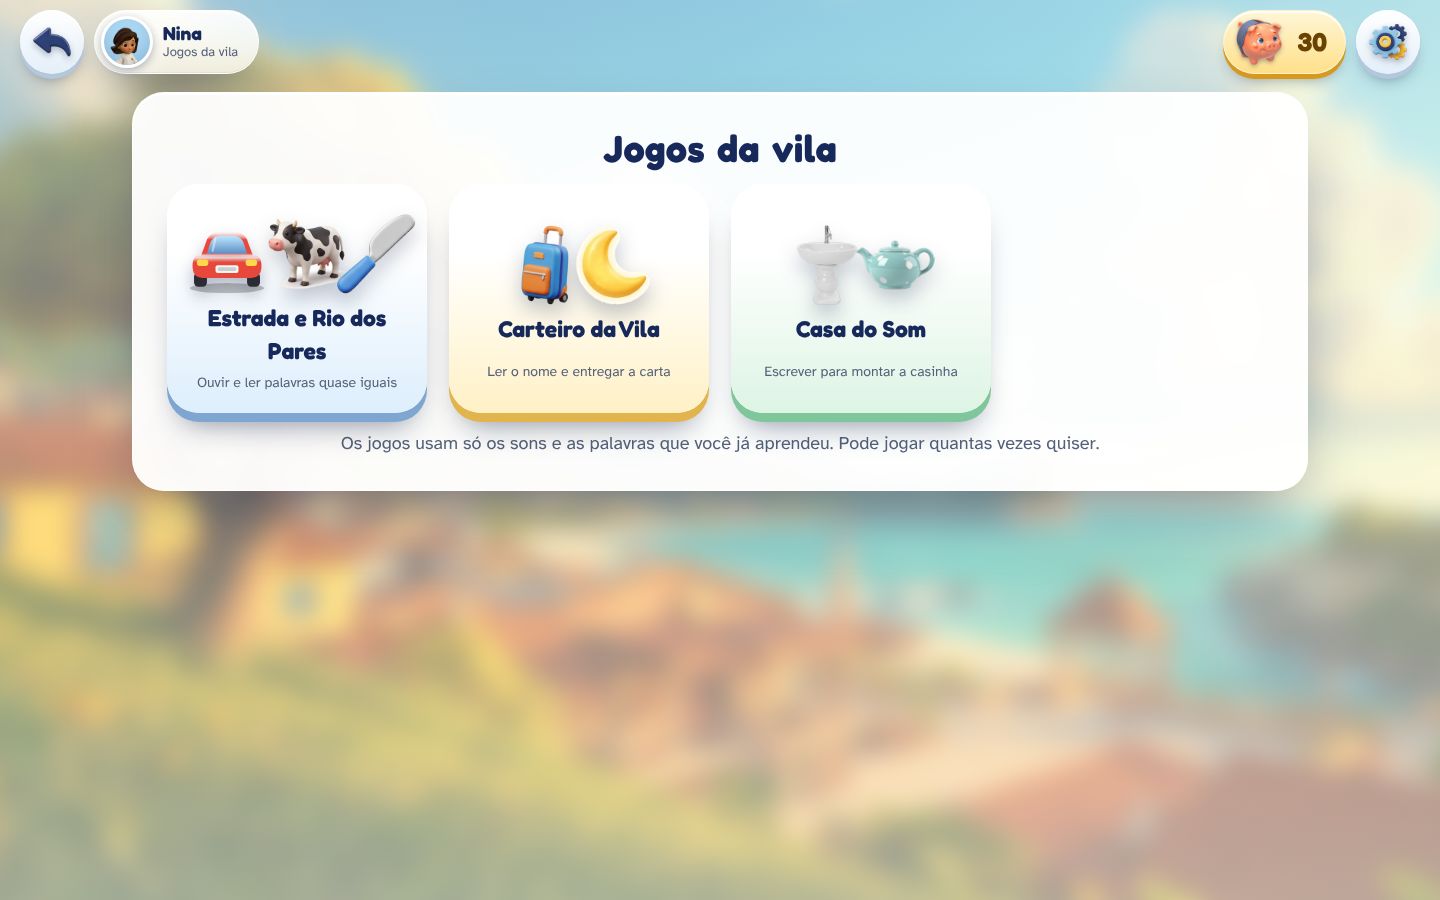 Nina
Jogos da vila
30
Jogos da vila
Estrada e Rio dos
Pares
Ouvir e ler palavras quase iguais
Carteiro da Vila
Ler o nome e entregar a carta
Casa do Som
Escrever para montar a casinha
Os jogos usam só os sons e as palavras que você já aprendeu. Pode jogar quantas vezes quiser.